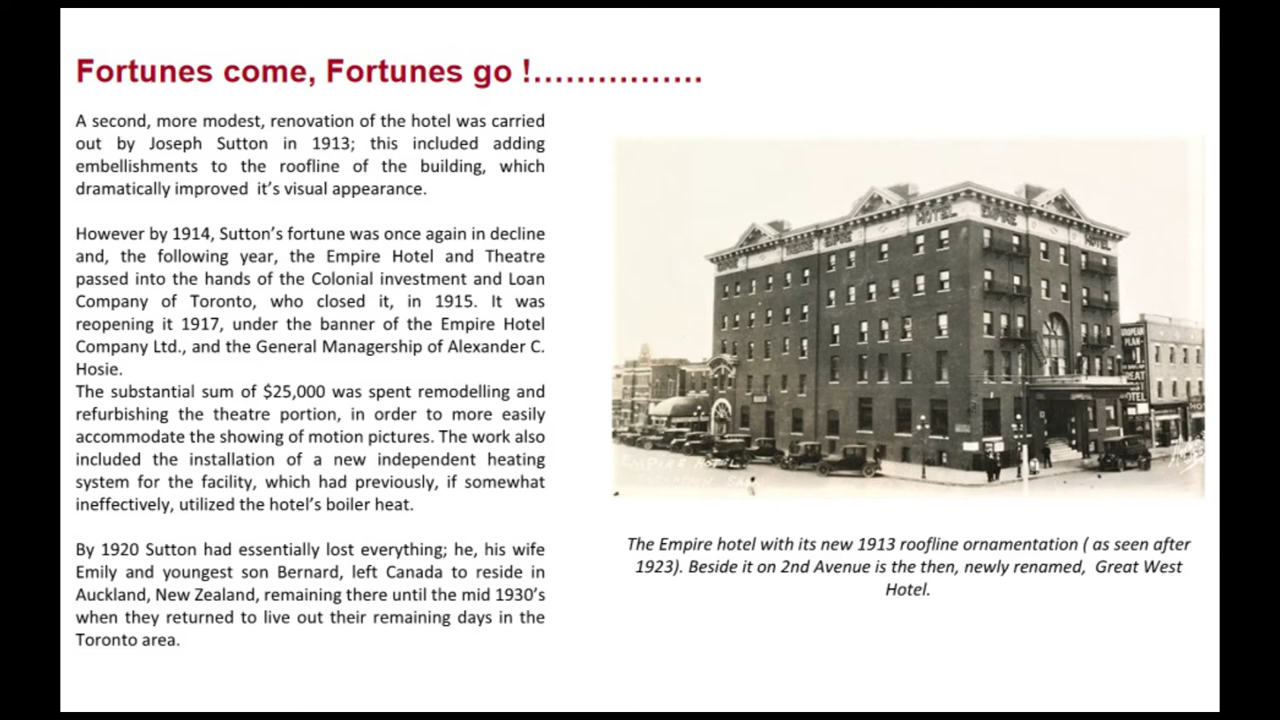 Fortunes come, Fortunes go !................
A second, more modest, renovation of the hotel was carried
out by Joseph Sutton in 1913; this included adding
embellishments to the roofline of the building, which
dramatically improved it's visual appearance.
However by 1914, Sutton's fortune was once again in decline
and, the following year, the Empire Hotel and Theatre
passed into the hands of the Colonial investment and Loan
Company of Toronto, who closed it, in 1915. It was
reopening it 1917, under the banner of the Empire Hotel
Company Ltd., and the General Managership of Alexander C.
Hosie.
The substantial sum of $25,000 was spent remodelling and
refurbishing the theatre portion, in order to more easily
accommodate the showing of motion pictures. The work also
included the installation of a new independent heating
system for the facility, which had previously, if somewhat
ineffectively, utilized the hotel's boiler heat.
By 1920 Sutton had essentially lost everything; he, his wife
Emily and youngest son Bernard, left Canada to reside in
Auckland, New Zealand, remaining there until the mid 1930's
when they returned to live out their remaining days in the
Toronto area.
HOTEL EMPIRE HOTEL
EMPIRE
EUROPEAN
PLAN
EMPIRE HOTEL
The Empire hotel with its new 1913 roofline ornamentation ( as seen after
1923). Beside it on 2nd Avenue is the then, newly renamed, Great West
Hotel.